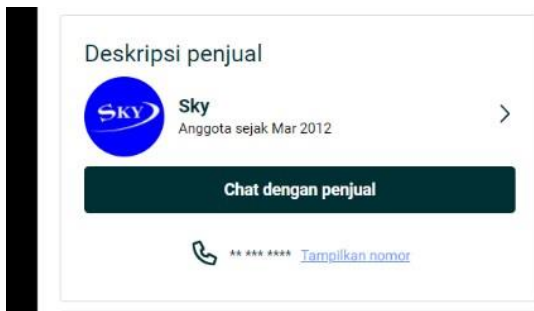 Deskripsi penjual
SKY
Sky
Anggota sejak Mar 2012
Chat dengan penjual
** *** **** Tampilkan nomor